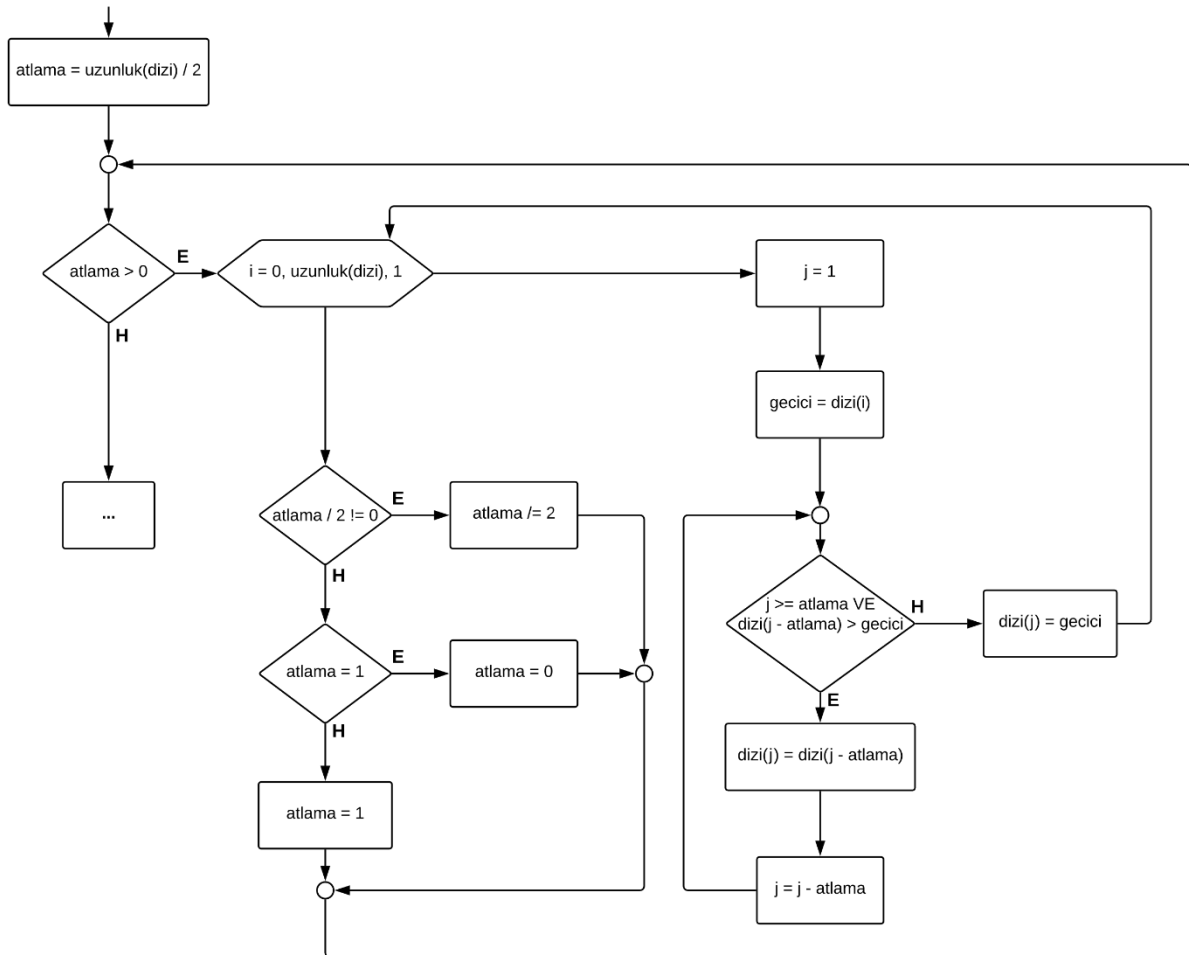 atlama = uzunluk(dizi) / 2
atlama > 0
E
H
...
i = 0, uzunluk(dizi), 1
atlama / 2 != 0
E
H
atlama /= 2
atlama = 1
E
H
atlama = 0
atlama = 1
j = 1
gecici = dizi(i)
j >= atlama VE
dizi(j - atlama) > gecici
H
E
dizi(j) = gecici
dizi(j) = dizi(j - atlama)
j = j - atlama